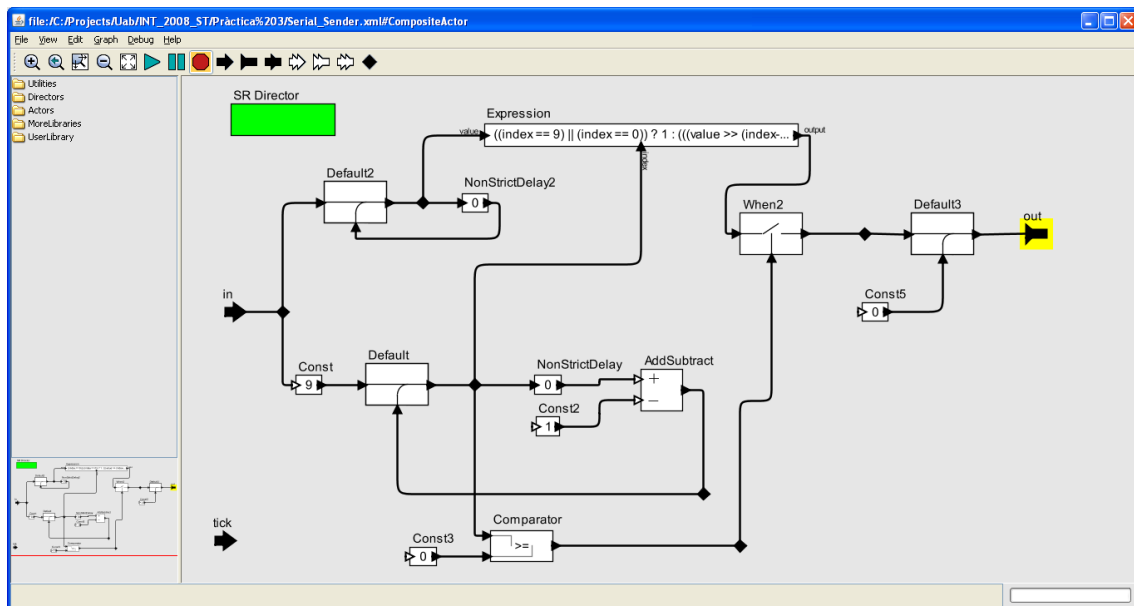 file:/C:/Projects/Uab/INT_2008_ST/Pràctica%203/Serial_Sender.xml#CompositeActor
File View Edit Graph Debug Help
Utilities
Directors
Actors
MoreLibraries
UserLibrary
SR Director
Expression
value
((index == 9) || (index == 0)) ? 1 : (((value >> (index-...
output
index
Default2
NonStrictDelay2
0
When2
Default3
out
in
Const5
0
Const
9
Default
NonStrictDelay
0
AddSubtract
+
−
Const2
1
tick
Const3
0
Comparator
>=